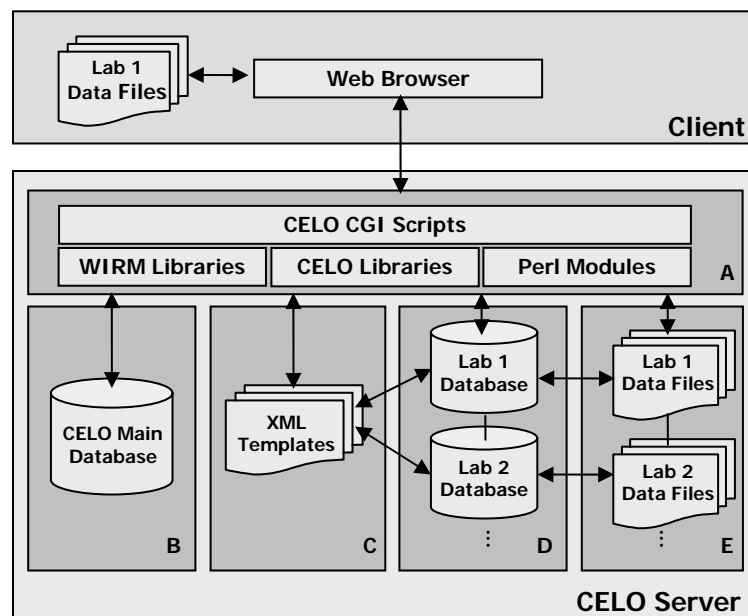 Lab 1
Data Files
Web Browser
Client
CELO CGI Scripts
WIRM Libraries
CELO Libraries
Perl Modules
A
CELO Main
Database
B
XML
Templates
C
Lab 1
Database
Lab 2
Database
⋮
D
Lab 1
Data Files
Lab 2
Data Files
⋮
E
CELO Server